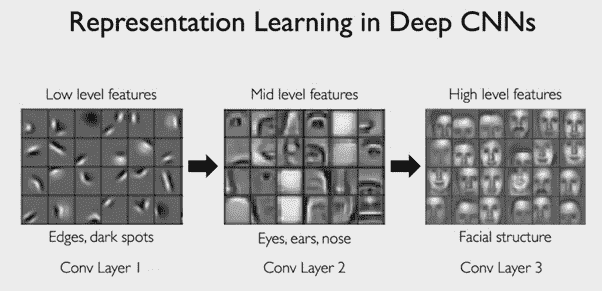 Representation Learning in Deep CNNs
Low level features
Mid level features
High level features
Edges, dark spots
Eyes, ears, nose
Facial structure
Conv Layer 1
Conv Layer 2
Conv Layer 3